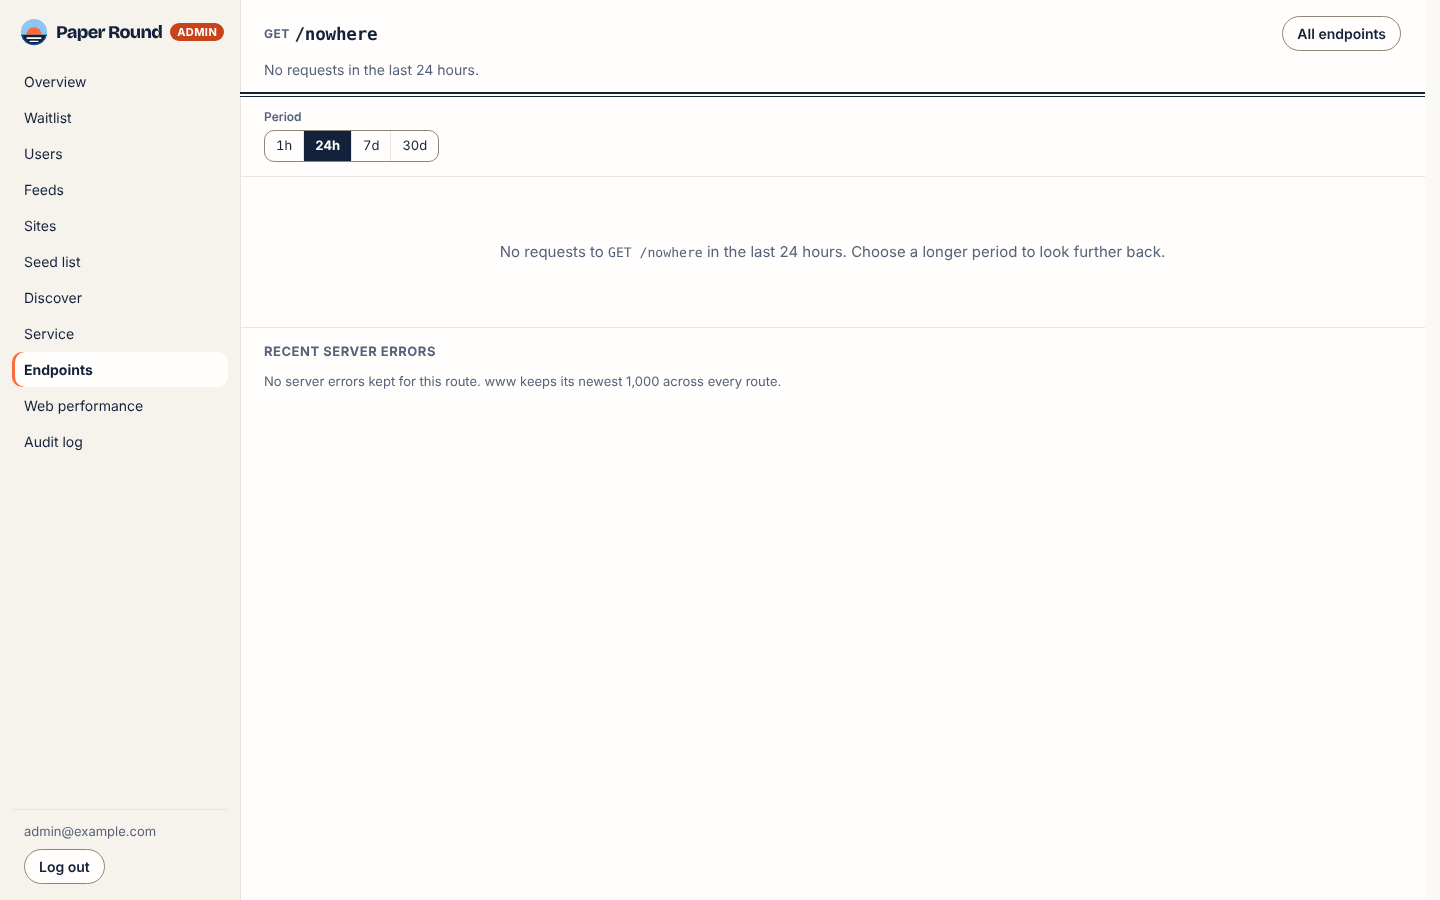 Paper Round ADMIN
Overview
Waitlist
Users
Feeds
Sites
Seed list
Discover
Service
Endpoints
Web performance
Audit log
admin@example.com
Log out
GET /nowhere
All endpoints
No requests in the last 24 hours.
Period
1h 24h 7d 30d
No requests to GET /nowhere in the last 24 hours. Choose a longer period to look further back.
RECENT SERVER ERRORS
No server errors kept for this route. www keeps its newest 1,000 across every route.